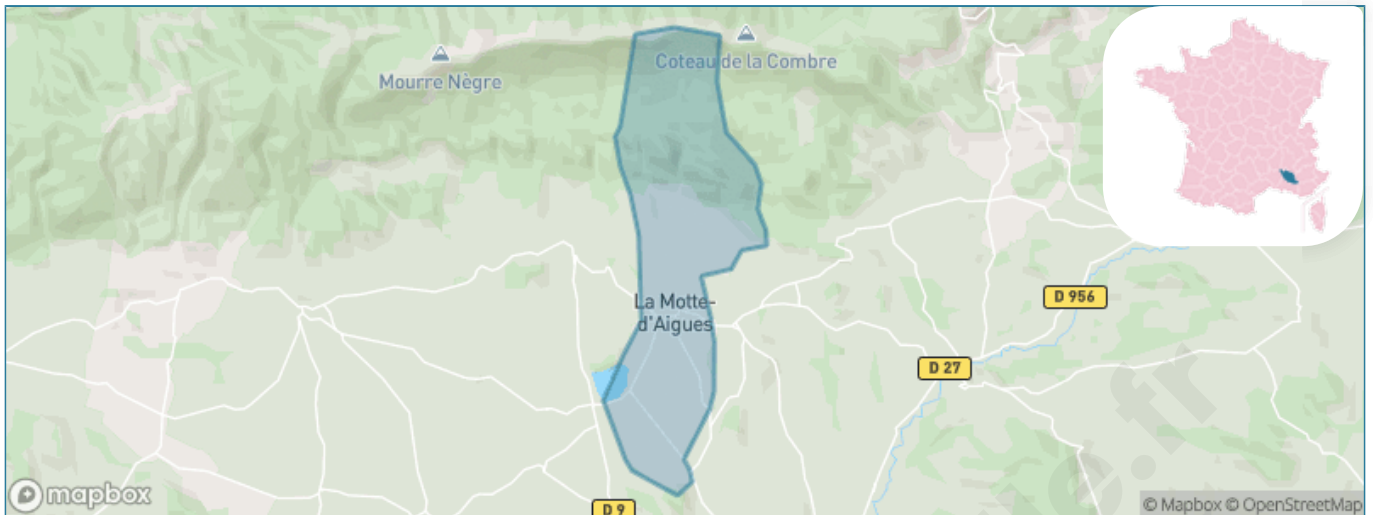 Mourre Nègre
Coteau de la Combre
La Motte-
d'Aigues
D 956
D 27
D 9
mapbox
© Mapbox © OpenStreetMap